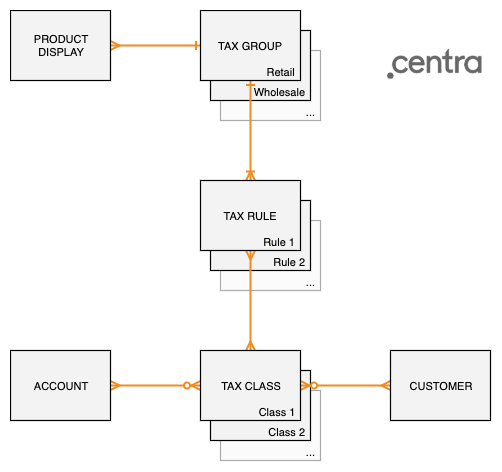 PRODUCT
DISPLAY
TAX GROUP
Retail
Wholesale
...
.centra
TAX RULE
Rule 1
Rule 2
...
ACCOUNT
TAX CLASS
Class 1
Class 2
...
CUSTOMER